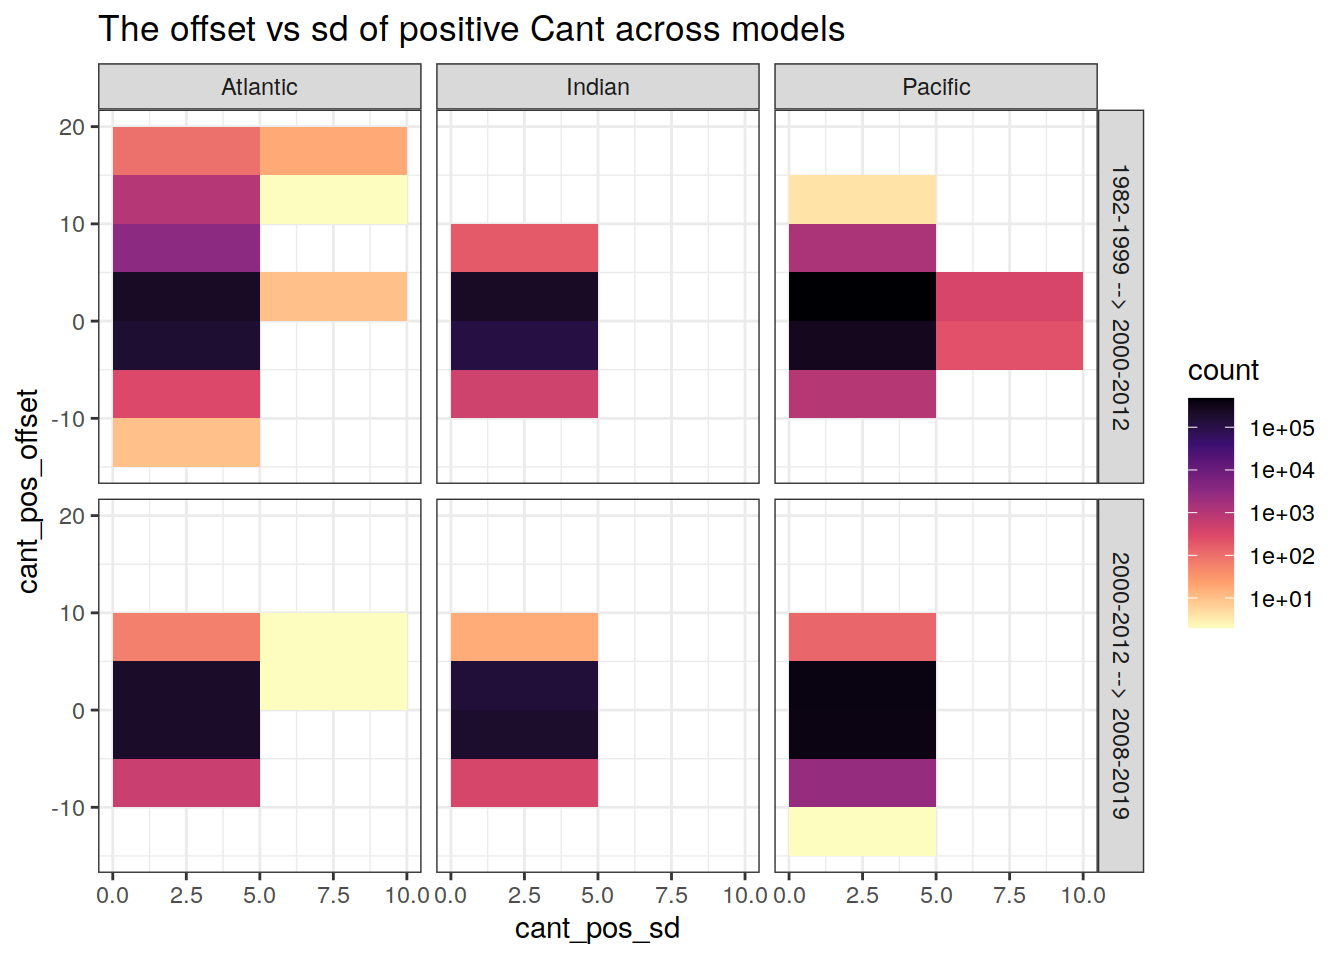 The offset vs sd of positive Cant across models
Atlantic
Indian
Pacific
20
10
0
-10
1982-1999 --> 2000-2012
20
10
0
-10
2000-2012 --> 2008-2019
0.0 2.5 5.0 7.5 10.0
0.0 2.5 5.0 7.5 10.0
0.0 2.5 5.0 7.5 10.0
cant_pos_sd
cant_pos_offset
count
1e+05
1e+04
1e+03
1e+02
1e+01